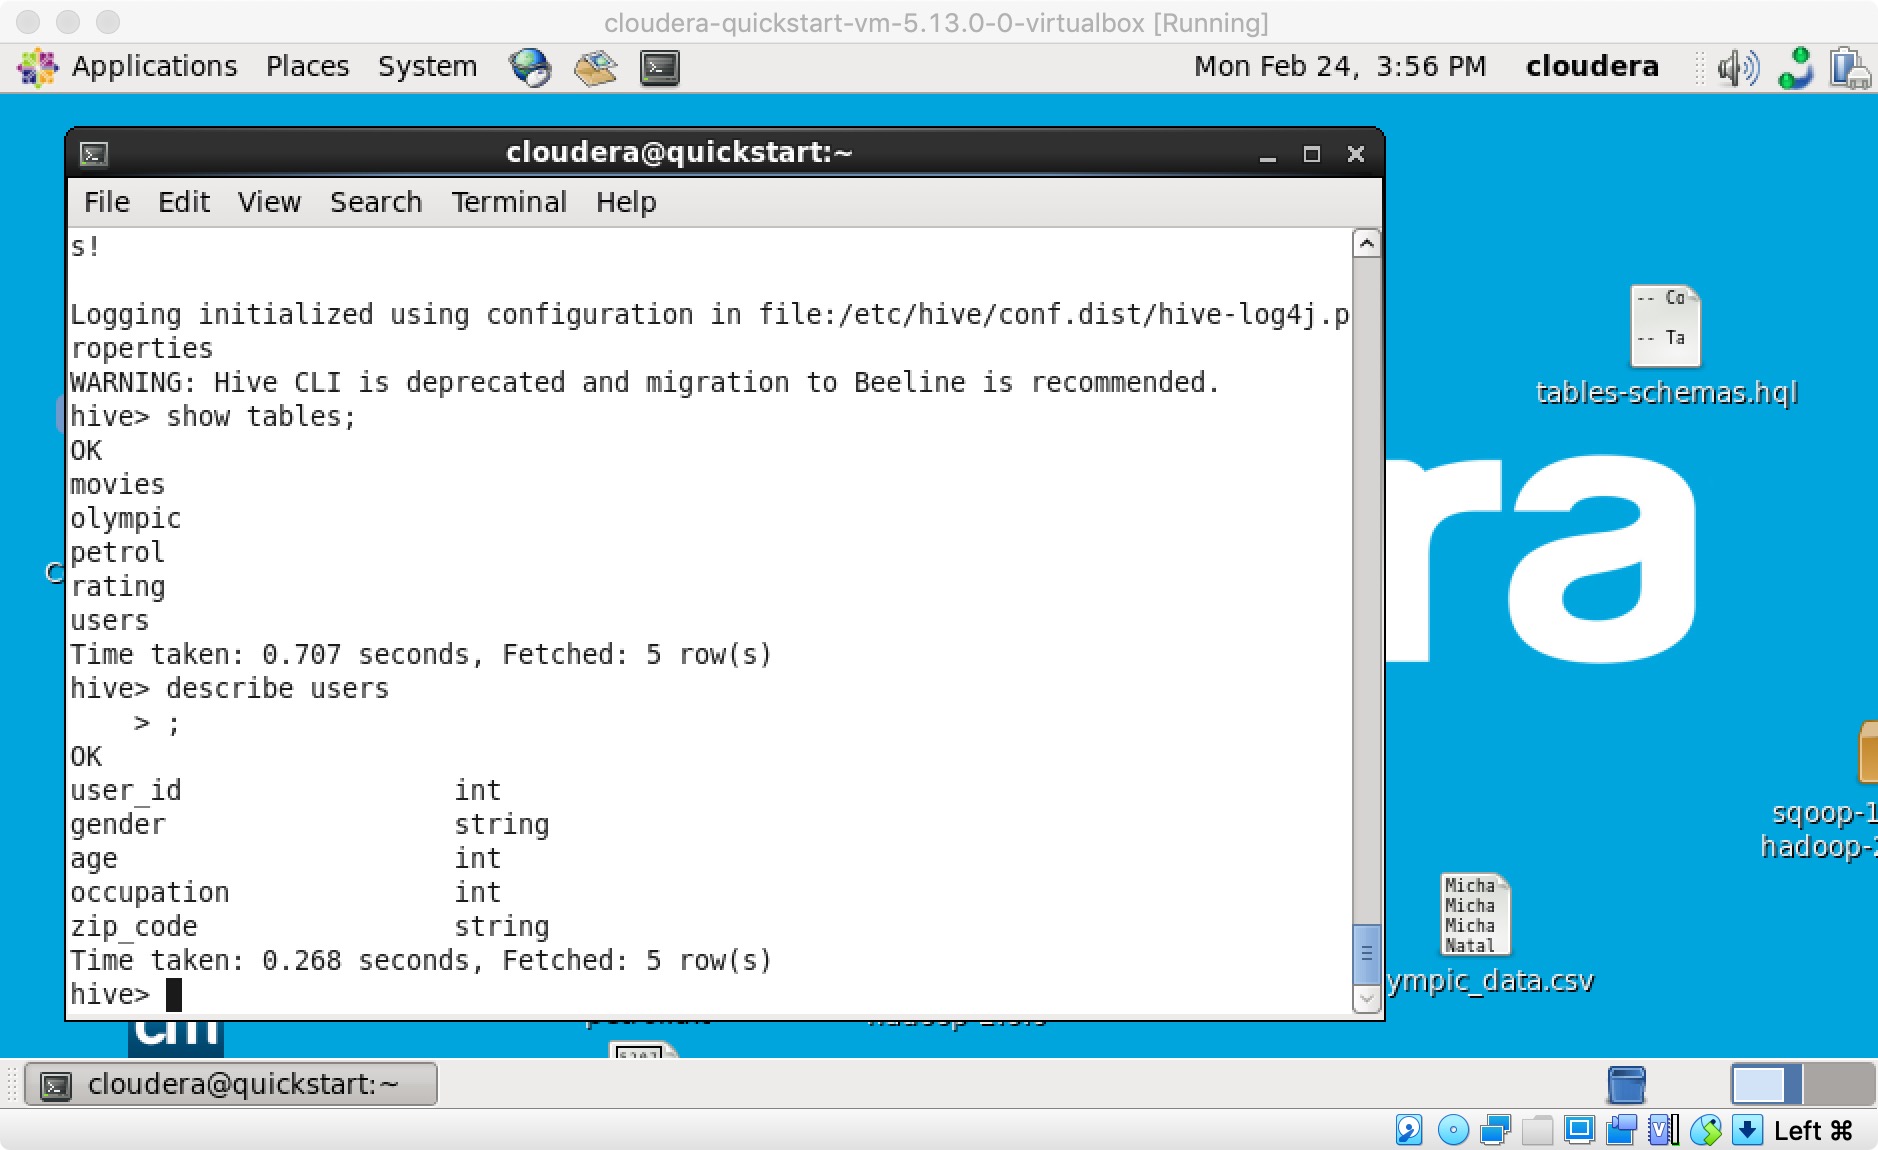 cloudera-quickstart-vm-5.13.0-0-virtualbox [Running]
Applications Places System
Mon Feb 24, 3:56 PM cloudera
cloudera@quickstart:~
File Edit View Search Terminal Help
s!
Logging initialized using configuration in file:/etc/hive/conf.dist/hive-log4j.p
roperties
WARNING: Hive CLI is deprecated and migration to Beeline is recommended.
hive> show tables;
OK
movies
olympic
petrol
rating
users
Time taken: 0.707 seconds, Fetched: 5 row(s)
hive> describe users
> ;
OK
user_id int
gender string
age int
occupation int
zip_code string
Time taken: 0.268 seconds, Fetched: 5 row(s)
hive>
-- Co
-- Ta
tables-schemas.hql
ra
C
sqoop-1
hadoop-2
Micha
Micha
Micha
Natal
ympic_data.csv
cm
cloudera@quickstart:~
Left ⌘